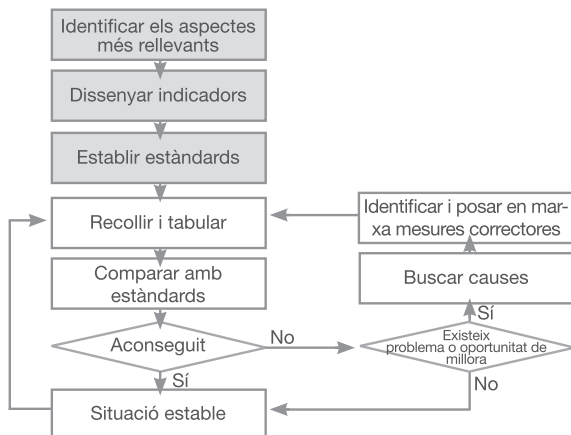 Identificar els aspectes
més rellevants
Dissenyar indicadors
Establir estàndards
Recollir i tabular
Identificar i posar en mar-
xa mesures correctores
Comparar amb
estàndards
Buscar causes
Sí
Aconseguit
No
Existeix
problema o oportunitat de
millora
Sí
No
Situació estable